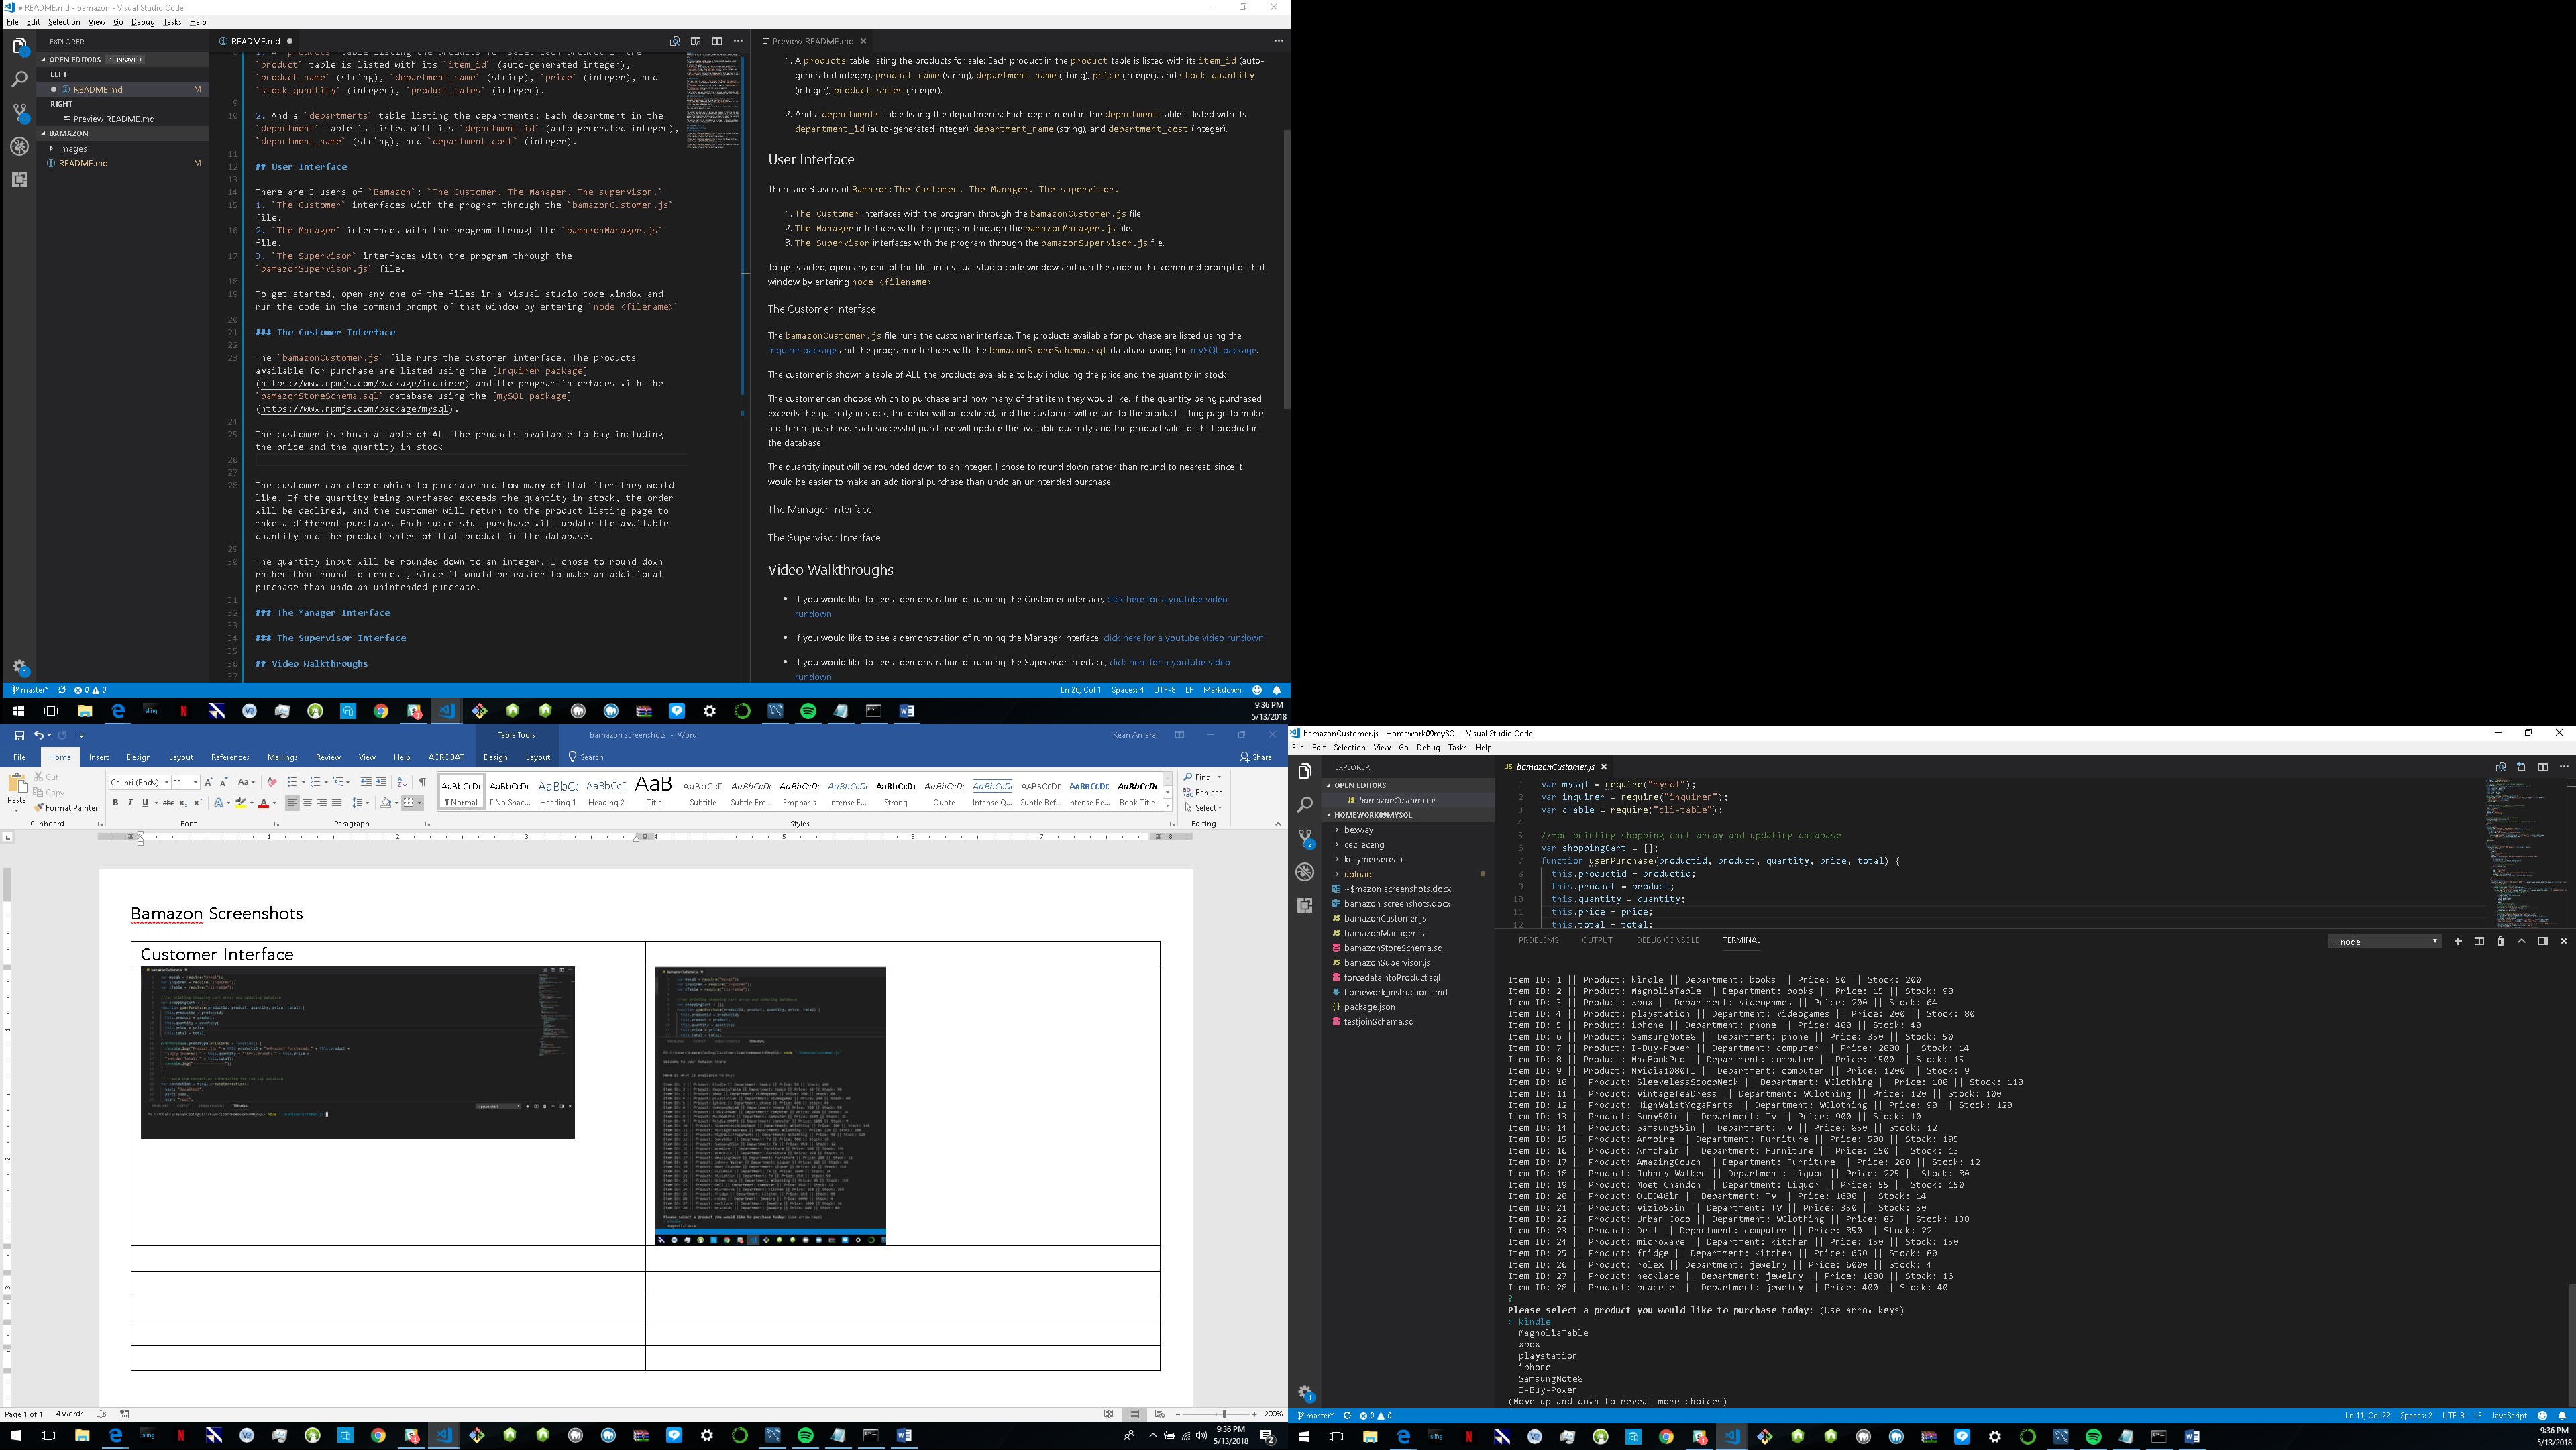 README.md - bamazon - Visual Studio Code
File Edit Selection View Go Debug Tasks Help
EXPLORER
OPEN EDITORS 1 UNSAVED
LEFT
README.md M
RIGHT
Preview README.md
BAMAZON
images
README.md M
README.md
`product` table is listed with its `item_id` (auto-generated integer),
`product_name` (string), `department_name` (string), `price` (integer), and
`stock_quantity` (integer), `product_sales` (integer).
9
10 2. And a `departments` table listing the departments: Each department in the
`department` table is listed with its `department_id` (auto-generated integer),
`department_name` (string), and `department_cost` (integer).
11
12 ## User Interface
13
14 There are 3 users of `Bamazon`: `The Customer. The Manager. The supervisor.`
15 1. `The Customer` interfaces with the program through the `bamazonCustomer.js`
file.
16 2. `The Manager` interfaces with the program through the `bamazonManager.js`
file.
17 3. `The Supervisor` interfaces with the program through the
`bamazonSupervisor.js` file.
18
19 To get started, open any one of the files in a visual studio code window and
run the code in the command prompt of that window by entering `node <filename>`
20
21 ### The Customer Interface
22
23 The `bamazonCustomer.js` file runs the customer interface. The products
available for purchase are listed using the [Inquirer package]
(https://www.npmjs.com/package/inquirer) and the program interfaces with the
`bamazonStoreSchema.sql` database using the [mySQL package]
(https://www.npmjs.com/package/mysql).
24
25 The customer is shown a table of ALL the products available to buy including
the price and the quantity in stock
26
27
28 The customer can choose which to purchase and how many of that item they would
like. If the quantity being purchased exceeds the quantity in stock, the order
will be declined, and the customer will return to the product listing page to
make a different purchase. Each successful purchase will update the available
quantity and the product sales of that product in the database.
29
30 The quantity input will be rounded down to an integer. I chose to round down
rather than round to nearest, since it would be easier to make an additional
purchase than undo an unintended purchase.
31
32 ### The Manager Interface
33
34 ### The Supervisor Interface
35
36 ## Video Walkthroughs
37
Preview README.md
1. A products table listing the products for sale: Each product in the product table is listed with its item_id (auto-
generated integer), product_name (string), department_name (string), price (integer), and stock_quantity
(integer), product_sales (integer).
2. And a departments table listing the departments: Each department in the department table is listed with its
department_id (auto-generated integer), department_name (string), and department_cost (integer).
User Interface
There are 3 users of Bamazon: The Customer. The Manager. The supervisor.
1. The Customer interfaces with the program through the bamazonCustomer.js file.
2. The Manager interfaces with the program through the bamazonManager.js file.
3. The Supervisor interfaces with the program through the bamazonSupervisor.js file.
To get started, open any one of the files in a visual studio code window and run the code in the command prompt of that
window by entering node <filename>
The Customer Interface
The bamazonCustomer.js file runs the customer interface. The products available for purchase are listed using the
Inquirer package and the program interfaces with the bamazonStoreSchema.sql database using the mySQL package.
The customer is shown a table of ALL the products available to buy including the price and the quantity in stock
The customer can choose which to purchase and how many of that item they would like. If the quantity being purchased
exceeds the quantity in stock, the order will be declined, and the customer will return to the product listing page to make
a different purchase. Each successful purchase will update the available quantity and the product sales of that product in
the database.
The quantity input will be rounded down to an integer. I chose to round down rather than round to nearest, since it
would be easier to make an additional purchase than undo an unintended purchase.
The Manager Interface
The Supervisor Interface
Video Walkthroughs
If you would like to see a demonstration of running the Customer interface, click here for a youtube video
rundown
If you would like to see a demonstration of running the Manager interface, click here for a youtube video rundown
If you would like to see a demonstration of running the Supervisor interface, click here for a youtube video
rundown
master* 0 0
Ln 26, Col 1 Spaces: 4 UTF-8 LF Markdown
9:36 PM
5/13/2018
Table Tools
bamazon screenshots - Word
Kean Amaral
File Home Insert Design Layout References Mailings Review View Help ACROBAT Design Layout Search Share
Paste
Cut
Copy
Format Painter
Calibri (Body) 11
Clipboard Font Paragraph Styles Editing
¶ Normal ¶ No Spac... Heading 1 Heading 2 Title Subtitle Subtle Em... Emphasis Intense E... Strong Quote Intense Q... Subtle Ref... Intense Re... Book Title
Find
Replace
Select
Bamazon Screenshots
Customer Interface
Page 1 of 1 4 words
200%
9:36 PM
5/13/2018
bamazonCustomer.js - Homework09mySQL - Visual Studio Code
File Edit Selection View Go Debug Tasks Help
EXPLORER
OPEN EDITORS
bamazonCustomer.js
HOMEWORK09MYSQL
bexway
cecileceng
kellymersereau
upload
~$mazon screenshots.docx
bamazon screenshots.docx
bamazonCustomer.js
bamazonManager.js
bamazonStoreSchema.sql
bamazonSupervisor.js
forcedataintoProduct.sql
homework_instructions.md
package.json
testjoinSchema.sql
bamazonCustomer.js
1 var mysql = require("mysql");
2 var inquirer = require("inquirer");
3 var cTable = require("cli-table");
4
5 //for printing shopping cart array and updating database
6 var shoppingCart = [];
7 function userPurchase(productid, product, quantity, price, total) {
8 this.productid = productid;
9 this.product = product;
10 this.quantity = quantity;
11 this.price = price;
12 this.total = total;
PROBLEMS OUTPUT DEBUG CONSOLE TERMINAL
1: node
Item ID: 1 || Product: kindle || Department: books || Price: 50 || Stock: 200
Item ID: 2 || Product: MagnoliaTable || Department: books || Price: 15 || Stock: 90
Item ID: 3 || Product: xbox || Department: videogames || Price: 200 || Stock: 64
Item ID: 4 || Product: playstation || Department: videogames || Price: 200 || Stock: 80
Item ID: 5 || Product: iphone || Department: phone || Price: 400 || Stock: 40
Item ID: 6 || Product: SamsungNote8 || Department: phone || Price: 350 || Stock: 50
Item ID: 7 || Product: I-Buy-Power || Department: computer || Price: 2000 || Stock: 14
Item ID: 8 || Product: MacBookPro || Department: computer || Price: 1500 || Stock: 15
Item ID: 9 || Product: Nvidia1080TI || Department: computer || Price: 1200 || Stock: 9
Item ID: 10 || Product: SleevelessScoopNeck || Department: WClothing || Price: 100 || Stock: 110
Item ID: 11 || Product: VintageTeaDress || Department: WClothing || Price: 120 || Stock: 100
Item ID: 12 || Product: HighWaistYogaPants || Department: WClothing || Price: 90 || Stock: 120
Item ID: 13 || Product: Sony50in || Department: TV || Price: 900 || Stock: 10
Item ID: 14 || Product: Samsung55in || Department: TV || Price: 850 || Stock: 12
Item ID: 15 || Product: Armoire || Department: Furniture || Price: 500 || Stock: 195
Item ID: 16 || Product: Armchair || Department: Furniture || Price: 150 || Stock: 13
Item ID: 17 || Product: AmazingCouch || Department: Furniture || Price: 200 || Stock: 12
Item ID: 18 || Product: Johnny Walker || Department: Liquor || Price: 225 || Stock: 80
Item ID: 19 || Product: Moet Chandon || Department: Liquor || Price: 55 || Stock: 150
Item ID: 20 || Product: OLED46in || Department: TV || Price: 1600 || Stock: 14
Item ID: 21 || Product: Vizio55in || Department: TV || Price: 350 || Stock: 50
Item ID: 22 || Product: Urban Coco || Department: WClothing || Price: 85 || Stock: 130
Item ID: 23 || Product: Dell || Department: computer || Price: 850 || Stock: 22
Item ID: 24 || Product: microwave || Department: kitchen || Price: 150 || Stock: 150
Item ID: 25 || Product: fridge || Department: kitchen || Price: 650 || Stock: 80
Item ID: 26 || Product: rolex || Department: jewelry || Price: 6000 || Stock: 4
Item ID: 27 || Product: necklace || Department: jewelry || Price: 1000 || Stock: 16
Item ID: 28 || Product: bracelet || Department: jewelry || Price: 400 || Stock: 40
?
Please select a product you would like to purchase today: (Use arrow keys)
> kindle
MagnoliaTable
xbox
playstation
iphone
SamsungNote8
I-Buy-Power
(Move up and down to reveal more choices)
master* 0 0
Ln 11, Col 22 Spaces: 2 UTF-8 LF JavaScript
9:36 PM
5/13/2018